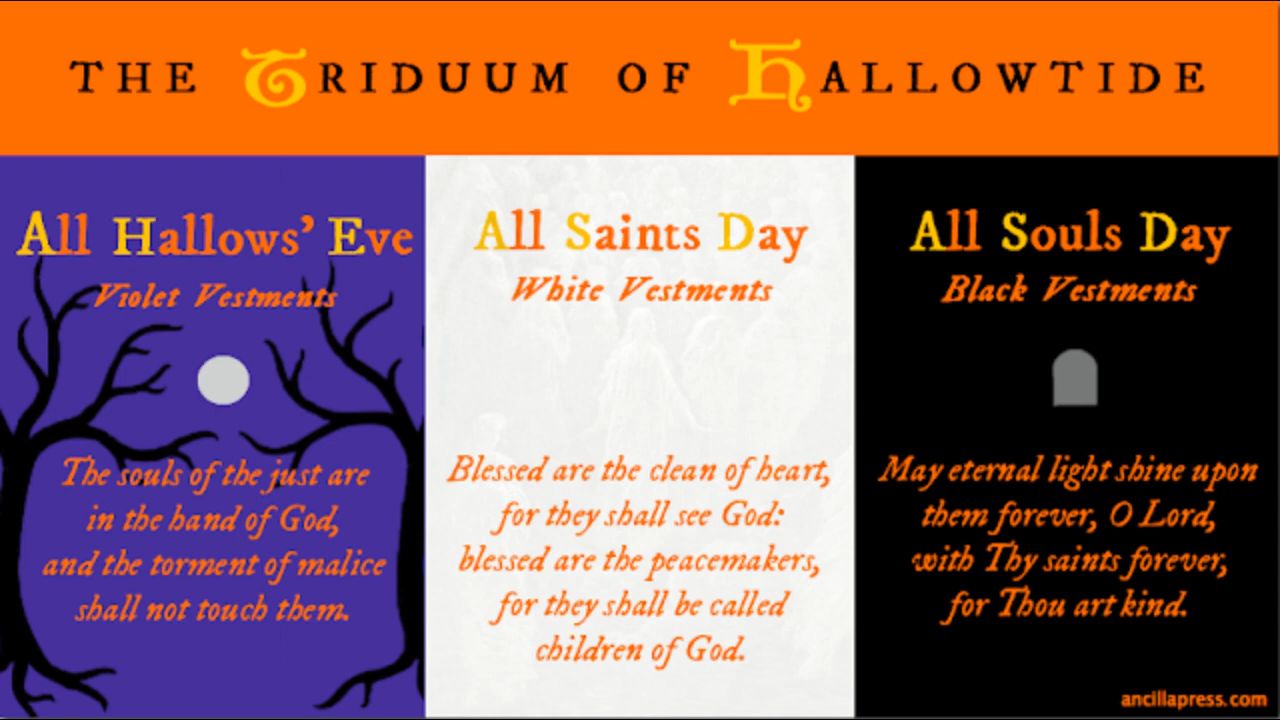 THE TRIDUUM OF HALLOWTIDE
All Hallows' Eve
Violet Vestments
The souls of the just are
in the hand of God,
and the torment of malice
shall not touch them.
All Saints Day
White Vestments
Blessed are the clean of heart,
for they shall see God:
blessed are the peacemakers,
for they shall be called
children of God.
All Souls Day
Black Vestments
May eternal light shine upon
them forever, O Lord,
with Thy saints forever,
for Thou art kind.
ancillapress.com